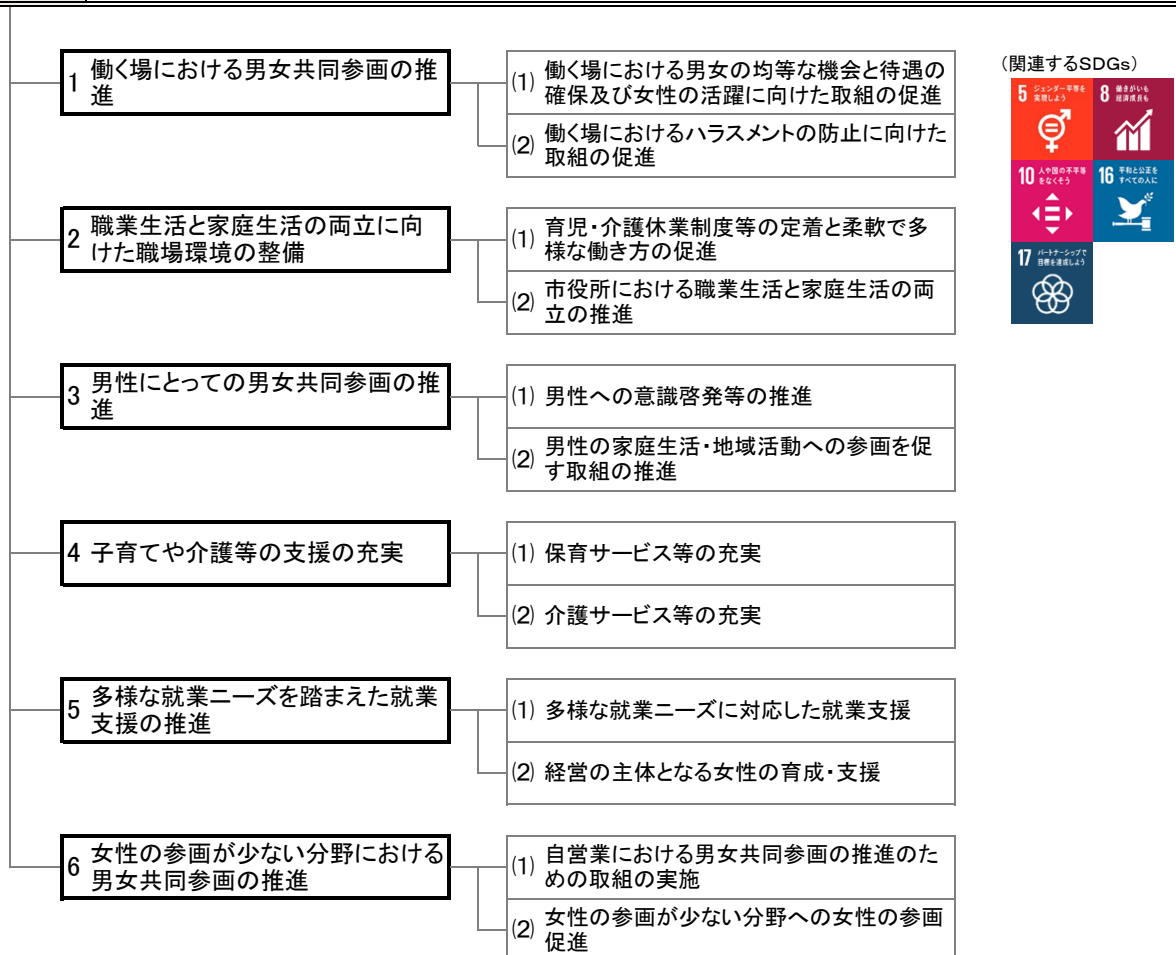 1 働く場における男女共同参画の推
進
(1) 働く場における男女の均等な機会と待遇の
確保及び女性の活躍に向けた取組の促進
(2) 働く場におけるハラスメントの防止に向けた
取組の促進
2 職業生活と家庭生活の両立に向
けた職場環境の整備
(1) 育児・介護休業制度等の定着と柔軟で多
様な働き方の促進
(2) 市役所における職業生活と家庭生活の両
立の推進
3 男性にとっての男女共同参画の推
進
(1) 男性への意識啓発等の推進
(2) 男性の家庭生活・地域活動への参画を促
す取組の推進
4 子育てや介護等の支援の充実
(1) 保育サービス等の充実
(2) 介護サービス等の充実
5 多様な就業ニーズを踏まえた就業
支援の推進
(1) 多様な就業ニーズに対応した就業支援
(2) 経営の主体となる女性の育成・支援
6 女性の参画が少ない分野における
男女共同参画の推進
(1) 自営業における男女共同参画の推進のた
めの取組の実施
(2) 女性の参画が少ない分野への女性の参画
促進
(関連するSDGs)
5 ジェンダー平等を
実現しよう
8 働きがいも
経済成長も
10 人や国の不平等
をなくそう
16 平和と公正を
すべての人に
17 パートナーシップで
目標を達成しよう